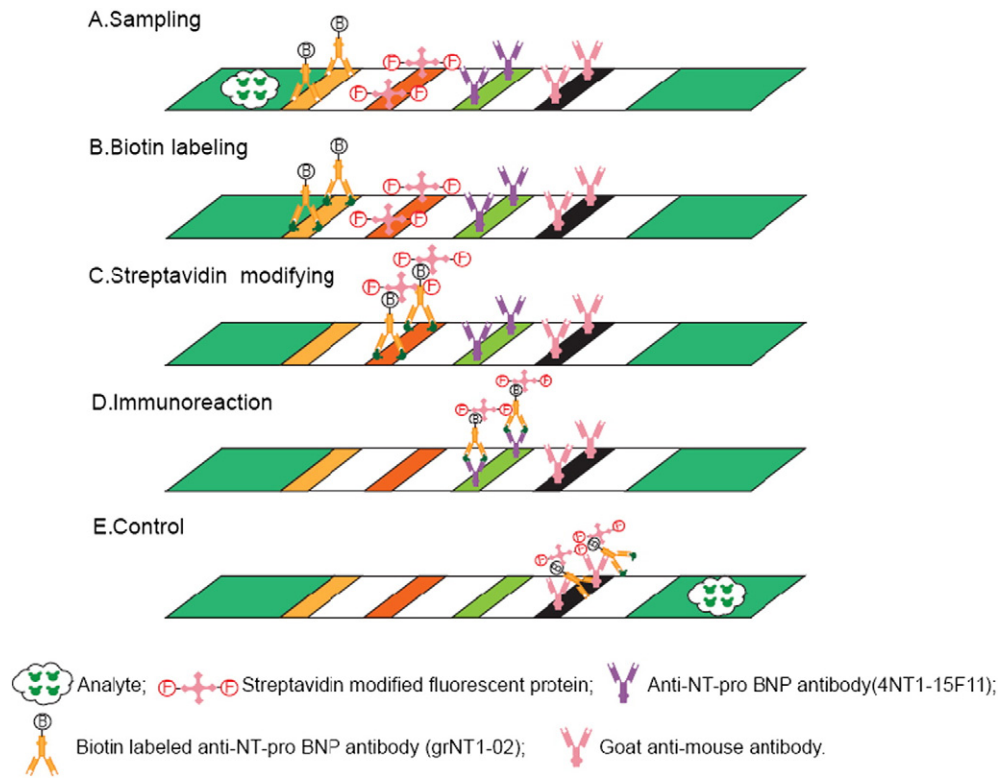 A.Sampling
B
B
F F
F F
B.Biotin labeling
B
B
F F
F F
C.Streptavidin modifying
F F
B
F F
B
D.Immunoreaction
F F
B
F F
B
E.Control
F F
B
F F
B
Analyte; F F Streptavidin modified fluorescent protein; Anti-NT-pro BNP antibody(4NT1-15F11);
B
Biotin labeled anti-NT-pro BNP antibody (grNT1-02); Goat anti-mouse antibody.